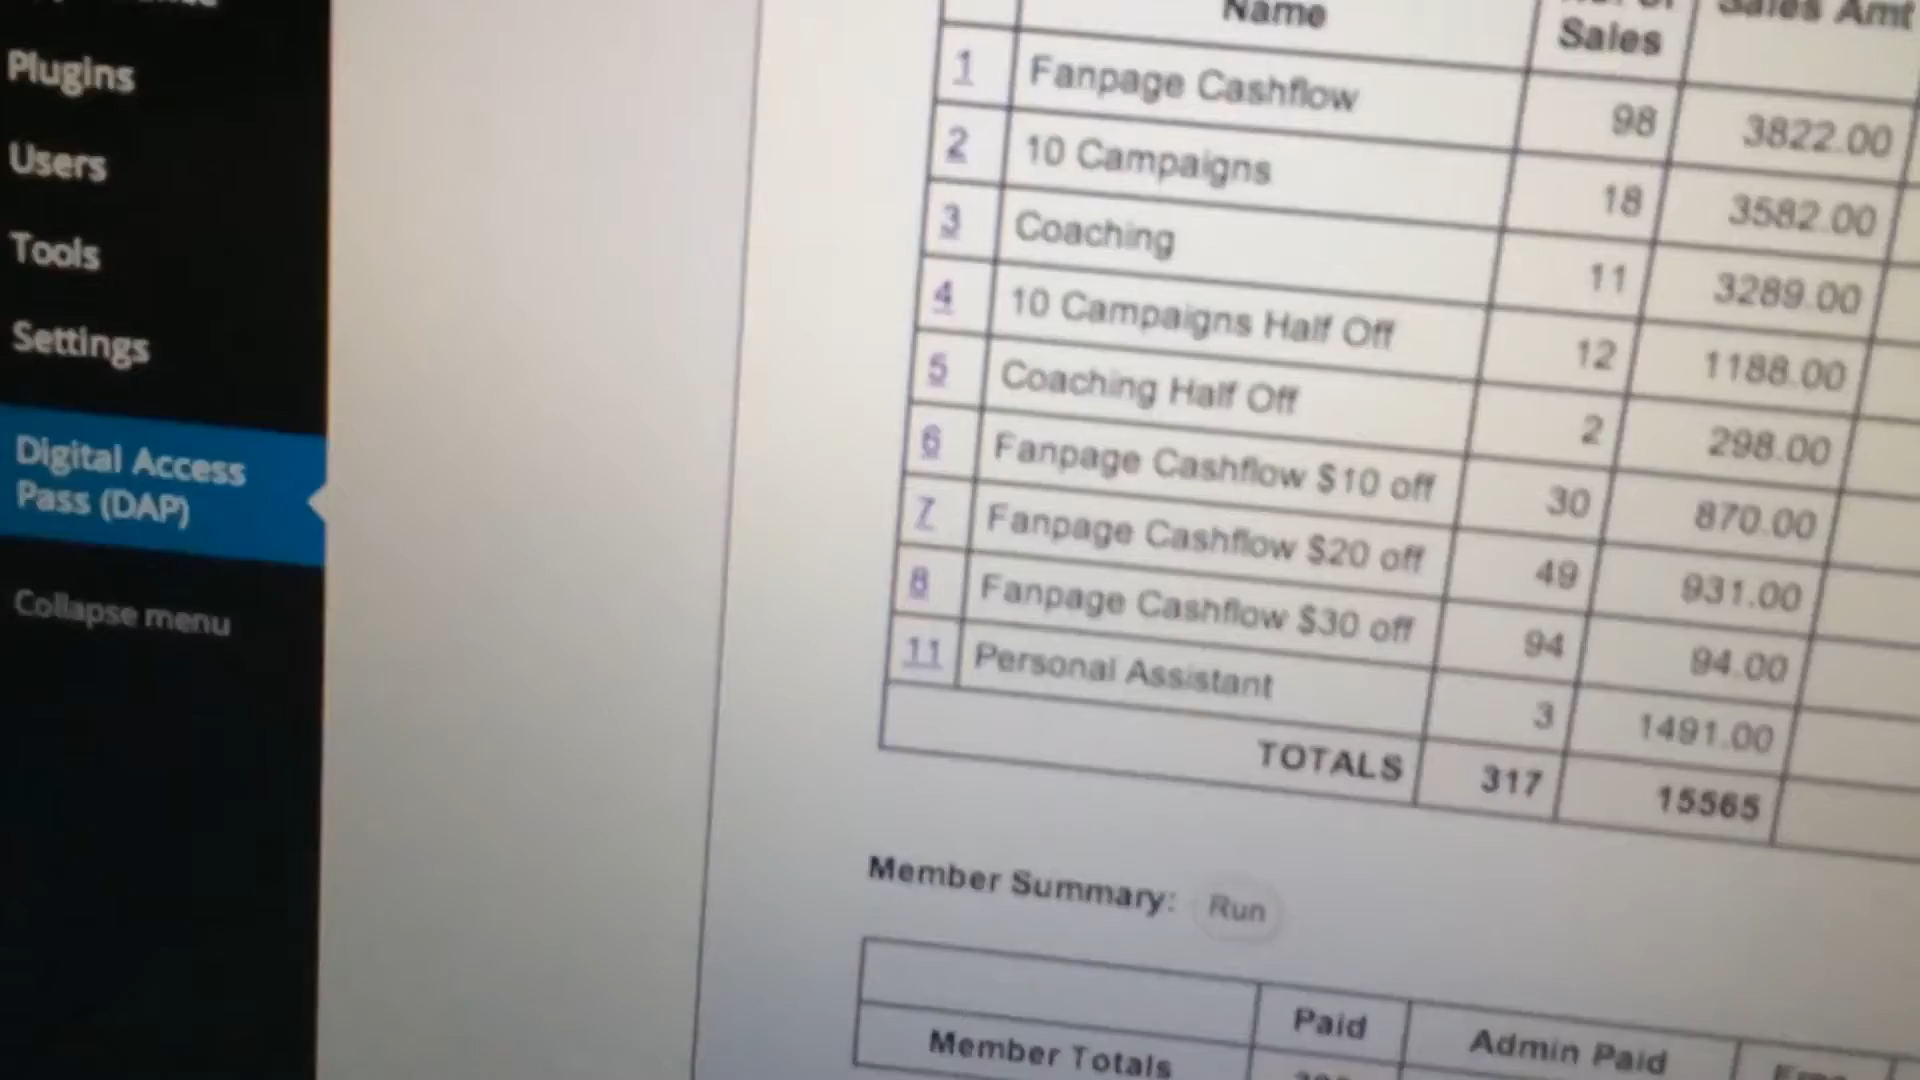 Plugins
Users
Tools
Settings
Digital Access
Pass (DAP)
Collapse menu
Name
Sales
Sales Amt
1 Fanpage Cashflow 98 3822.00
2 10 Campaigns 18 3582.00
3 Coaching 11 3289.00
4 10 Campaigns Half Off 12 1188.00
5 Coaching Half Off 2 298.00
6 Fanpage Cashflow $10 off 30 870.00
7 Fanpage Cashflow $20 off 49 931.00
8 Fanpage Cashflow $30 off 94 94.00
11 Personal Assistant 3 1491.00
TOTALS 317 15565
Member Summary: Run
Paid Admin Paid
Member Totals